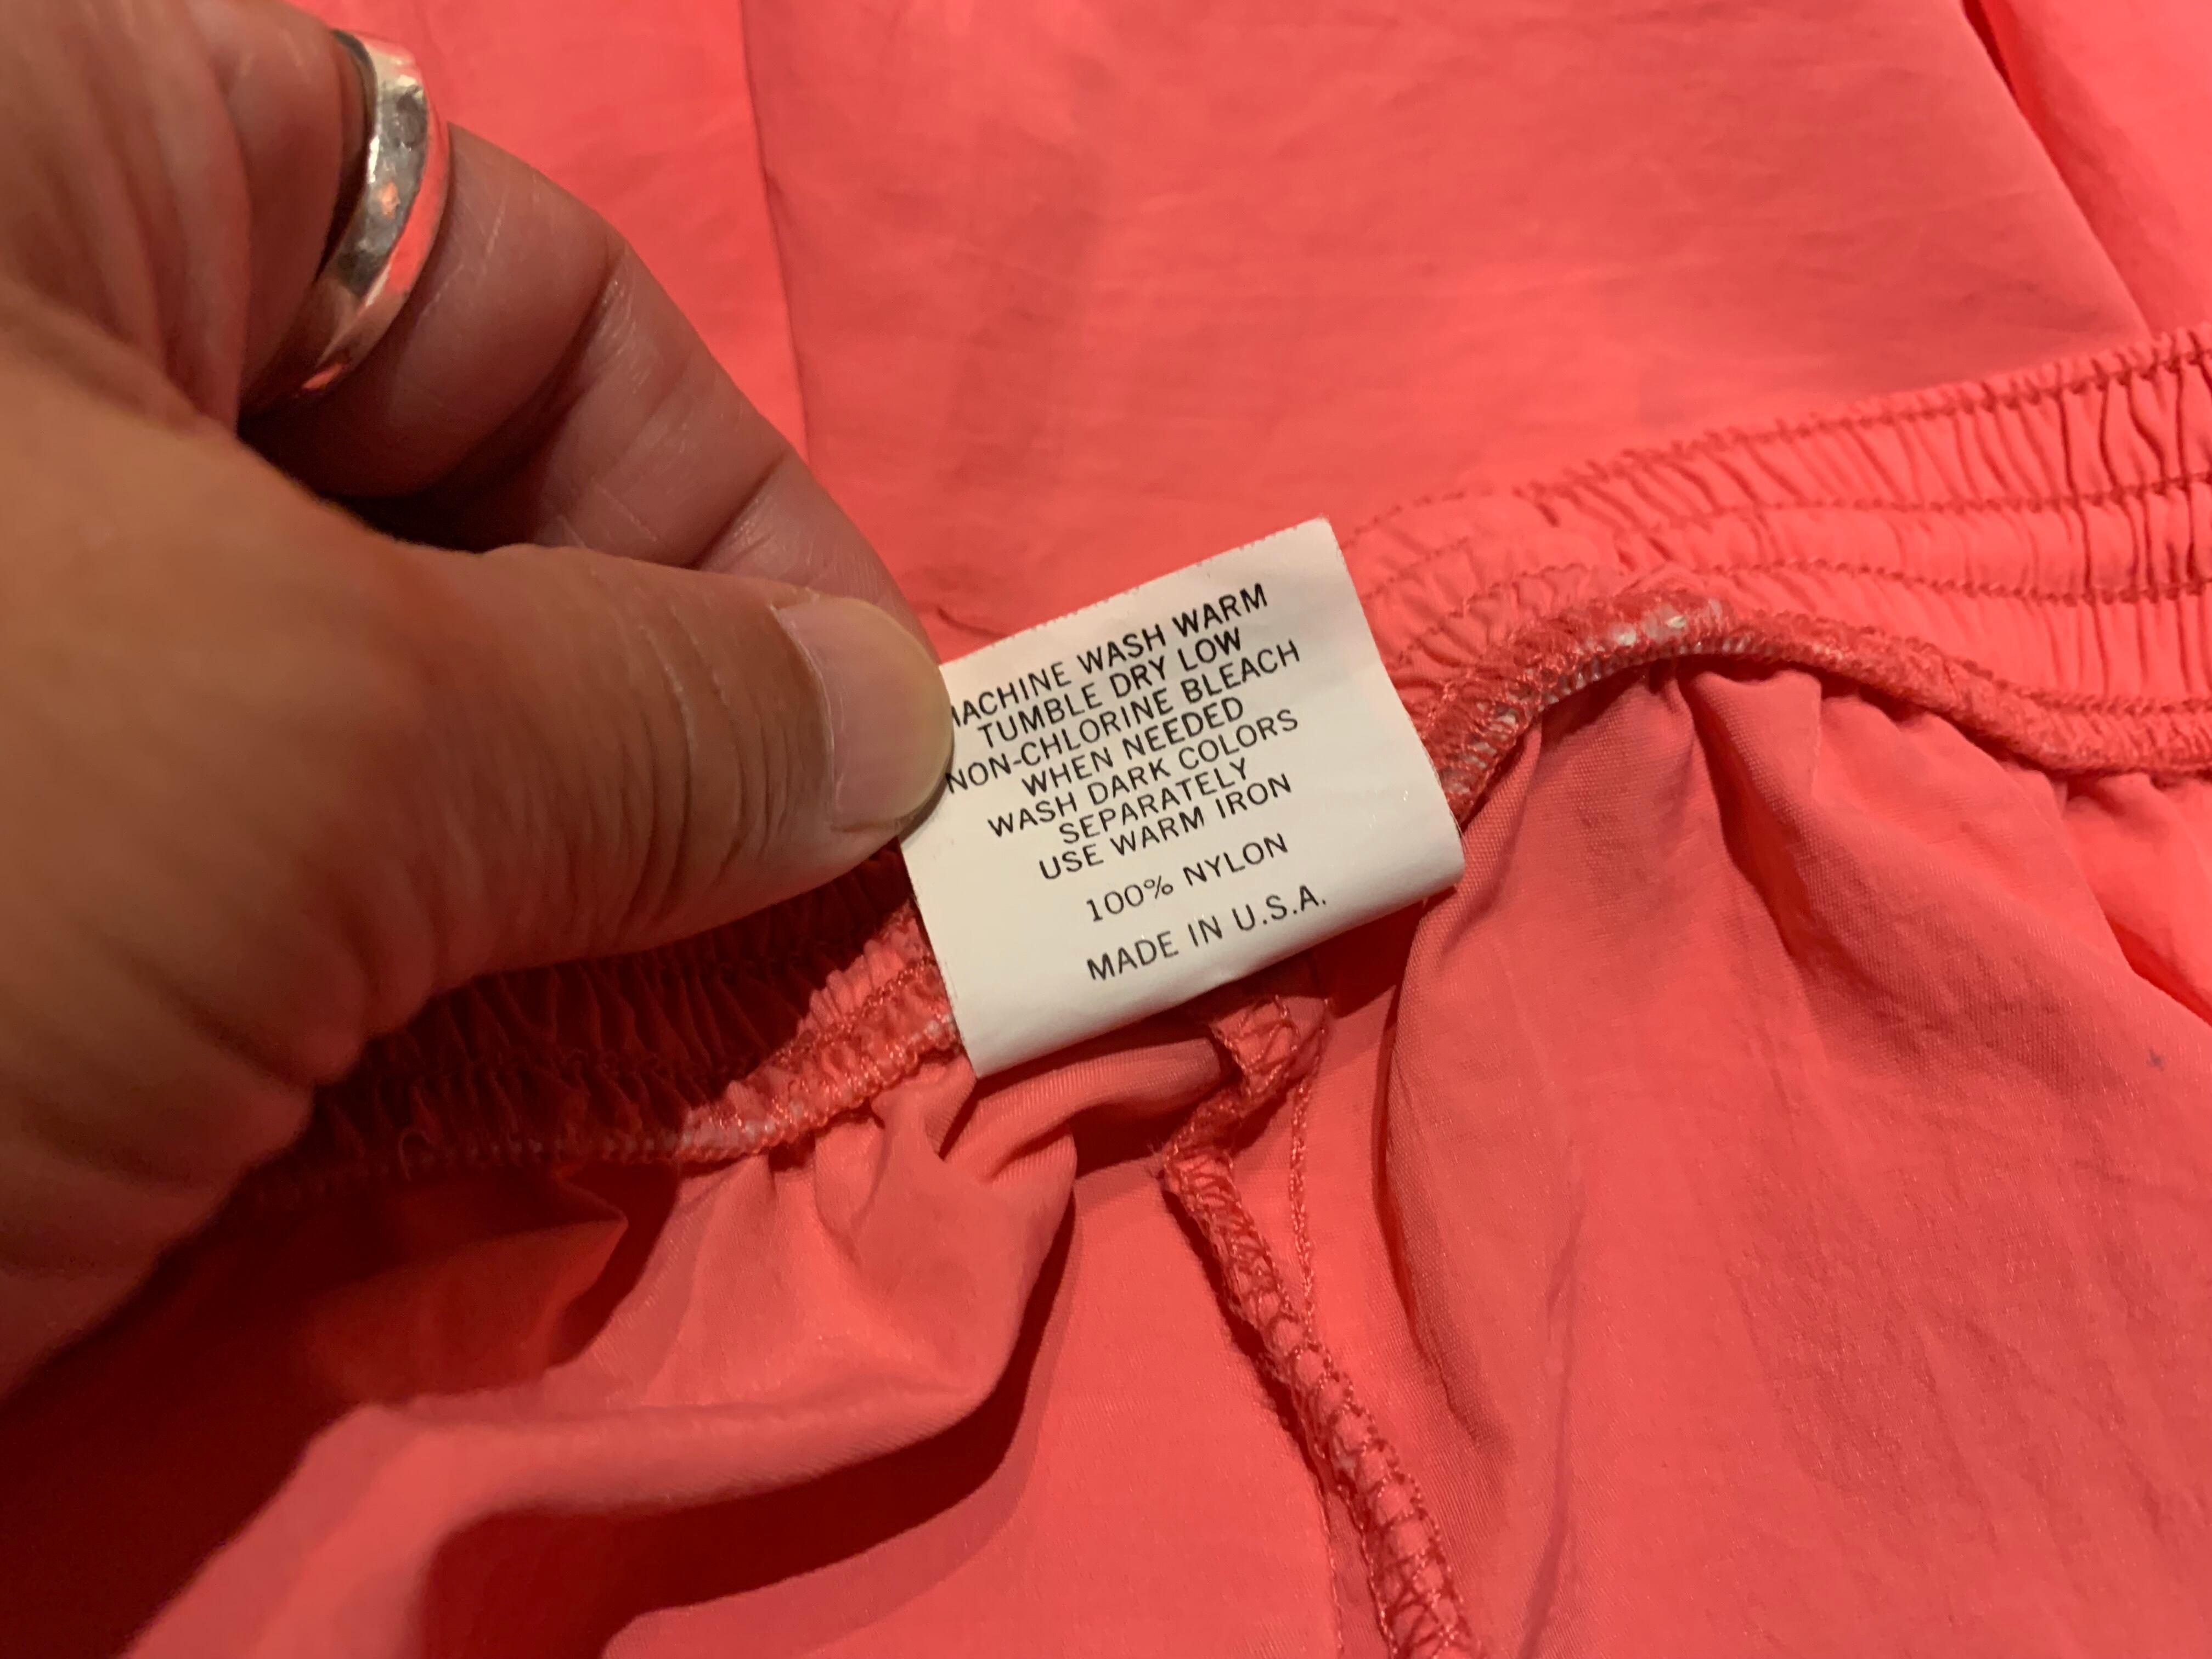 MACHINE WASH WARM
TUMBLE DRY LOW
NON-CHLORINE BLEACH
WHEN NEEDED
WASH DARK COLORS
SEPARATELY
USE WARM IRON
100% NYLON
MADE IN U.S.A.